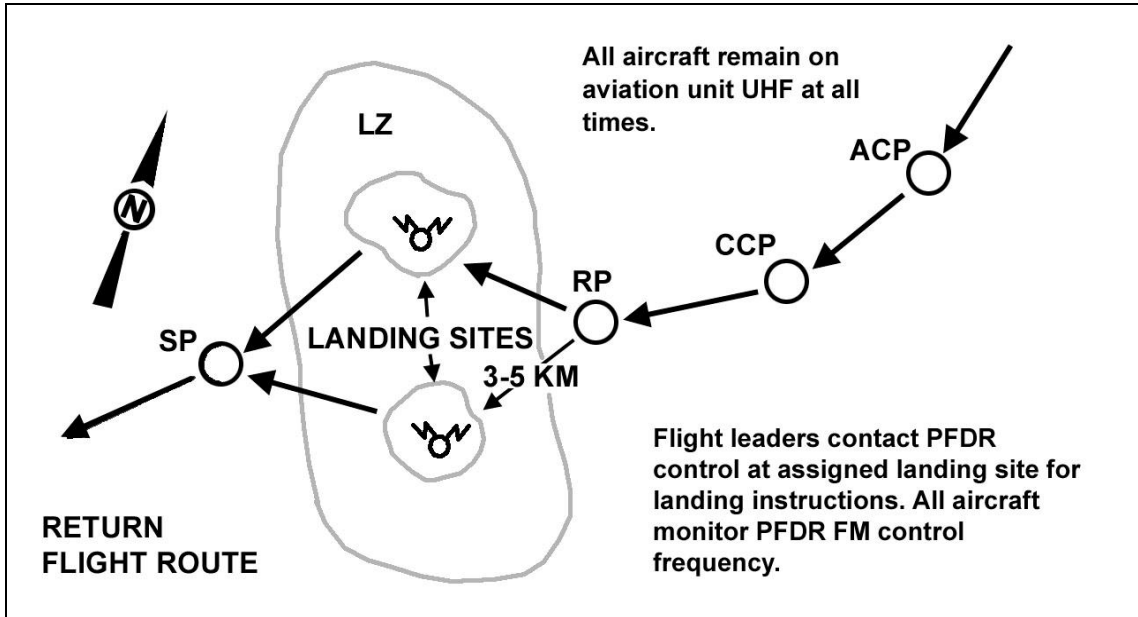 All aircraft remain on
aviation unit UHF at all
times.
LZ
ACP
N
CCP
RP
SP
LANDING SITES
3-5 KM
Flight leaders contact PFDR
control at assigned landing site for
landing instructions. All aircraft
monitor PFDR FM control
frequency.
RETURN
FLIGHT ROUTE